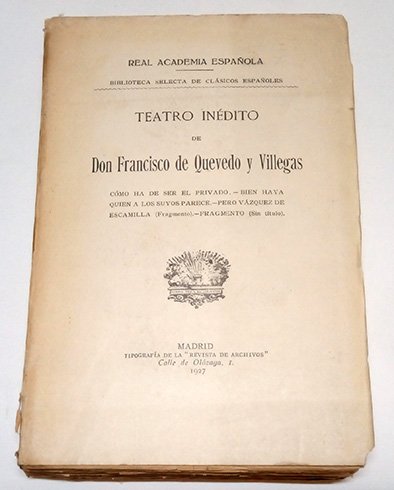 REAL ACADEMIA ESPAÑOLA
BIBLIOTECA SELECTA DE CLÁSICOS ESPAÑOLES
TEATRO INÉDITO
DE
Don Francisco de Quevedo y Villegas
CÓMO HA DE SER EL PRIVADO.—BIEN HAYA
QUIEN A LOS SUYOS PARECE.—PERO VÁZQUEZ DE
ESCAMILLA (Fragmento).—FRAGMENTO (Sin título).
MADRID
TIPOGRAFÍA DE LA "REVISTA DE ARCHIVOS"
Calle de Olózaga, 1.
1927